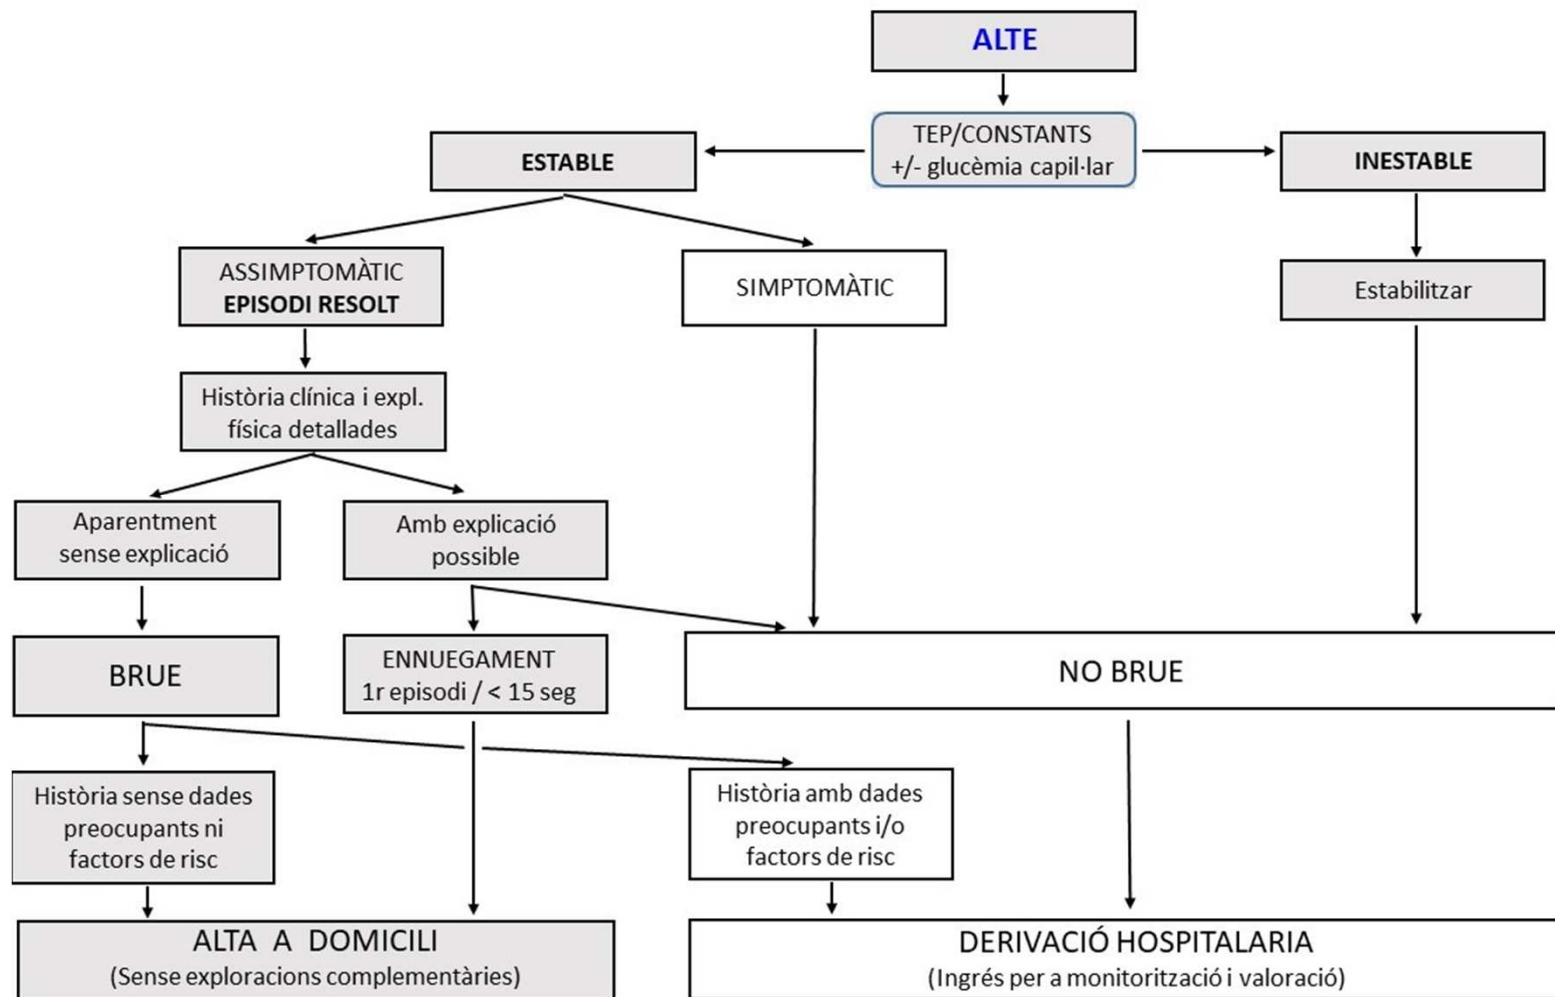 ALTE
TEP/CONSTANTS
+/- glucèmia capil·lar
ESTABLE
INESTABLE
ASSIMPTOMÀTIC
EPISODI RESOLT
SIMPTOMÀTIC
Estabilitzar
Història clínica i expl.
física detallades
Aparentment
sense explicació
Amb explicació
possible
BRUE
ENNUEGAMENT
1r episodi / < 15 seg
NO BRUE
Història sense dades
preocupants ni
factors de risc
Història amb dades
preocupants i/o
factors de risc
ALTA A DOMICILI
(Sense exploracions complementàries)
DERIVACIÓ HOSPITALARIA
(Ingrés per a monitorització i valoració)